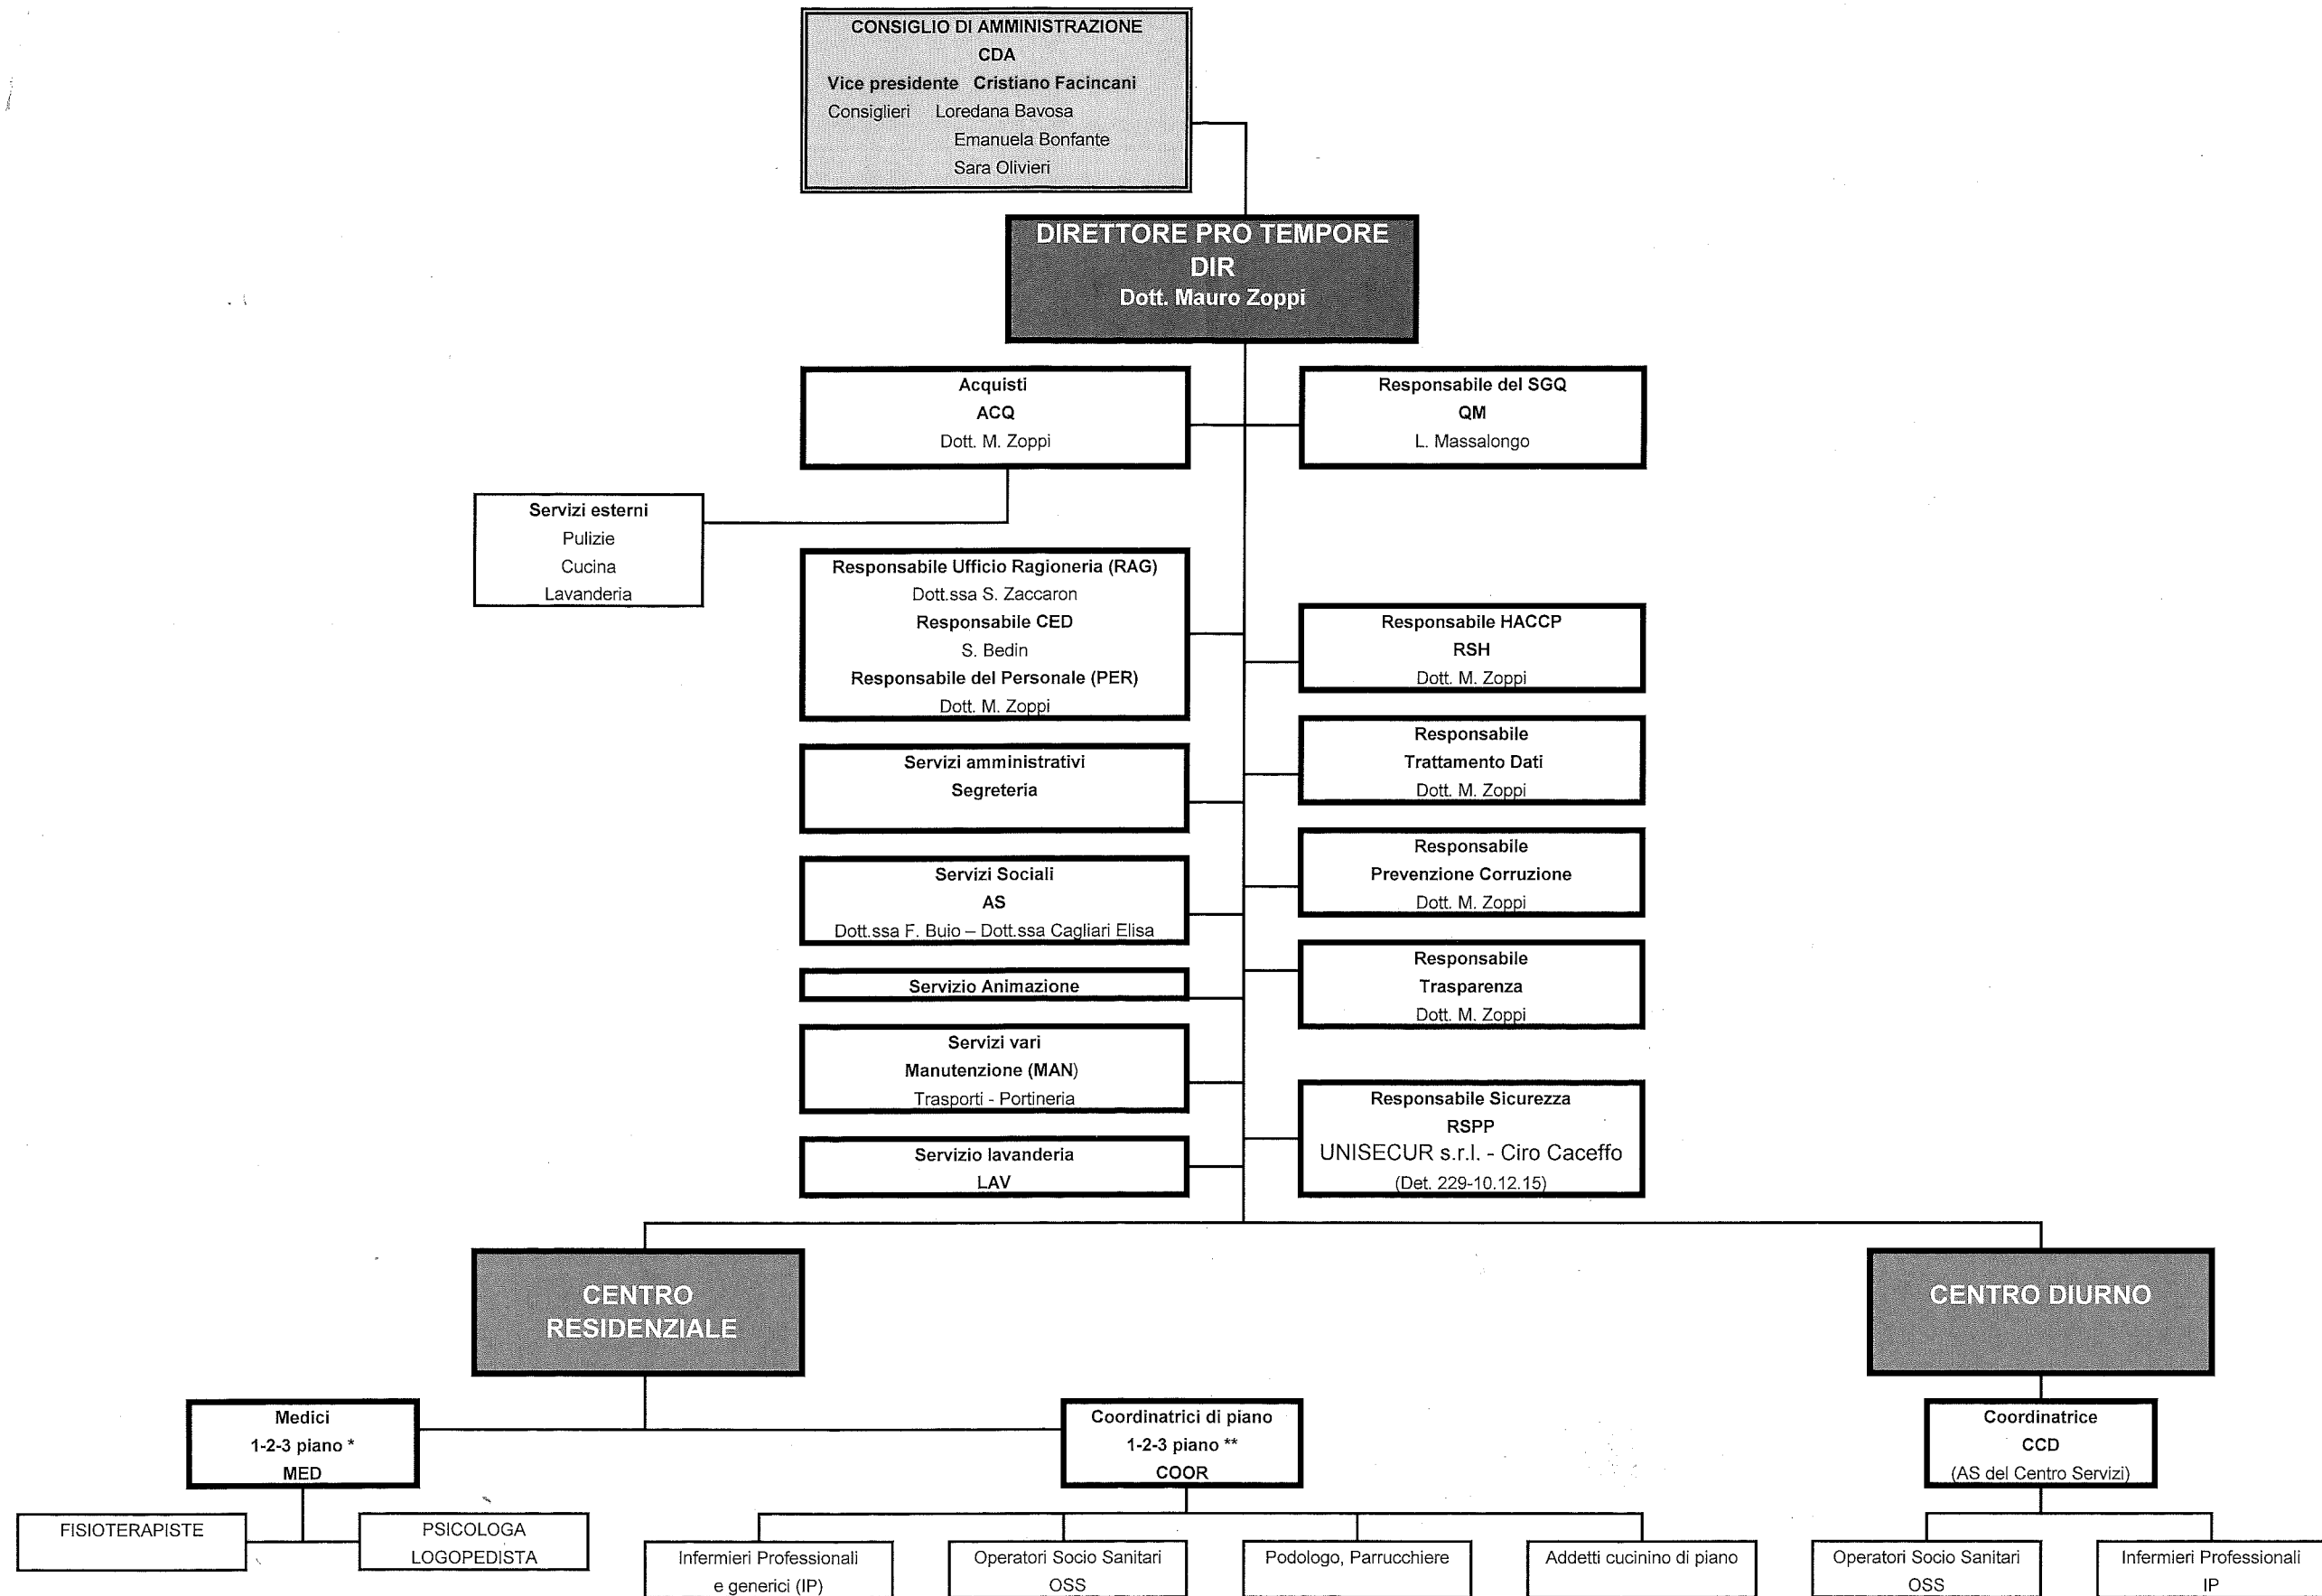 CONSIGLIO DI AMMINISTRAZIONE
CDA
Vice presidente Cristiano Facincani
Consiglieri Loredana Bavosa
Emanuela Bonfante
Sara Olivieri
DIRETTORE PRO TEMPORE
DIR
Dott. Mauro Zoppi
Acquisti
ACQ
Dott. M. Zoppi
Responsabile del SGQ
QM
L. Massalongo
Servizi esterni
Pulizie
Cucina
Lavanderia
Responsabile Ufficio Ragioneria (RAG)
Dott.ssa S. Zaccaron
Responsabile CED
S. Bedin
Responsabile del Personale (PER)
Dott. M. Zoppi
Responsabile HACCP
RSH
Dott. M. Zoppi
Servizi amministrativi
Segreteria
Responsabile
Trattamento Dati
Dott. M. Zoppi
Servizi Sociali
AS
Dott.ssa F. Buio – Dott.ssa Cagliari Elisa
Responsabile
Prevenzione Corruzione
Dott. M. Zoppi
Servizio Animazione
Responsabile
Trasparenza
Dott. M. Zoppi
Servizi vari
Manutenzione (MAN)
Trasporti - Portineria
Responsabile Sicurezza
RSPP
UNISECUR s.r.l. - Ciro Caceffo
(Det. 229-10.12.15)
Servizio lavanderia
LAV
CENTRO
RESIDENZIALE
CENTRO DIURNO
Medici
1-2-3 piano *
MED
Coordinatrici di piano
1-2-3 piano **
COOR
Coordinatrice
CCD
(AS del Centro Servizi)
FISIOTERAPISTE
PSICOLOGA
LOGOPEDISTA
Infermieri Professionali
e generici (IP)
Operatori Socio Sanitari
OSS
Podologo, Parrucchiere
Addetti cucinino di piano
Operatori Socio Sanitari
OSS
Infermieri Professionali
IP